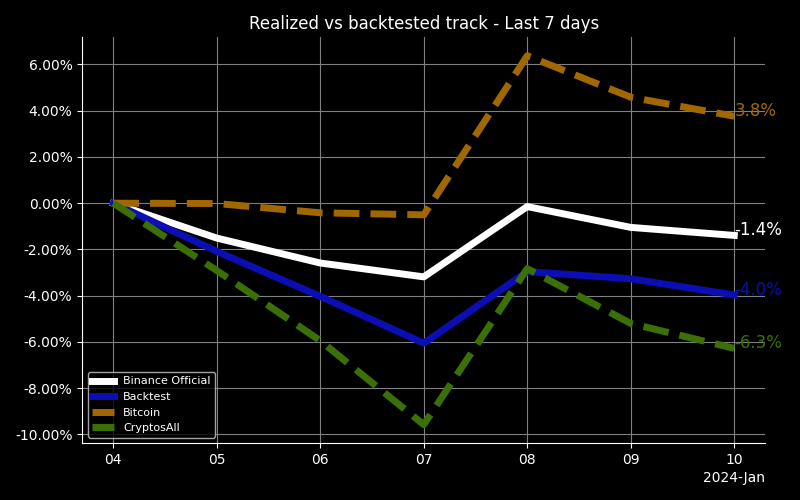 Realized vs backtested track - Last 7 days
6.00%
4.00%
2.00%
0.00%
-2.00%
-4.00%
-6.00%
-8.00%
-10.00%
3.8%
-1.4%
-4.0%
-6.3%
Binance Official
Backtest
Bitcoin
CryptosAll
04 05 06 07 08 09 10
2024-Jan